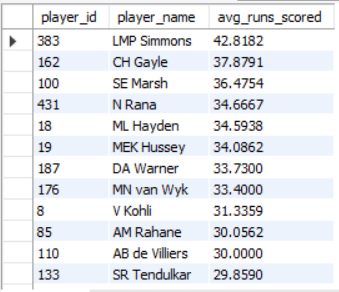 player_id player_name avg_runs_scored
383 LMP Simmons 42.8182
162 CH Gayle 37.8791
100 SE Marsh 36.4754
431 N Rana 34.6667
18 ML Hayden 34.5938
19 MEK Hussey 34.0862
187 DA Warner 33.7300
176 MN van Wyk 33.4000
8 V Kohli 31.3359
85 AM Rahane 30.0562
110 AB de Villiers 30.0000
133 SR Tendulkar 29.8590